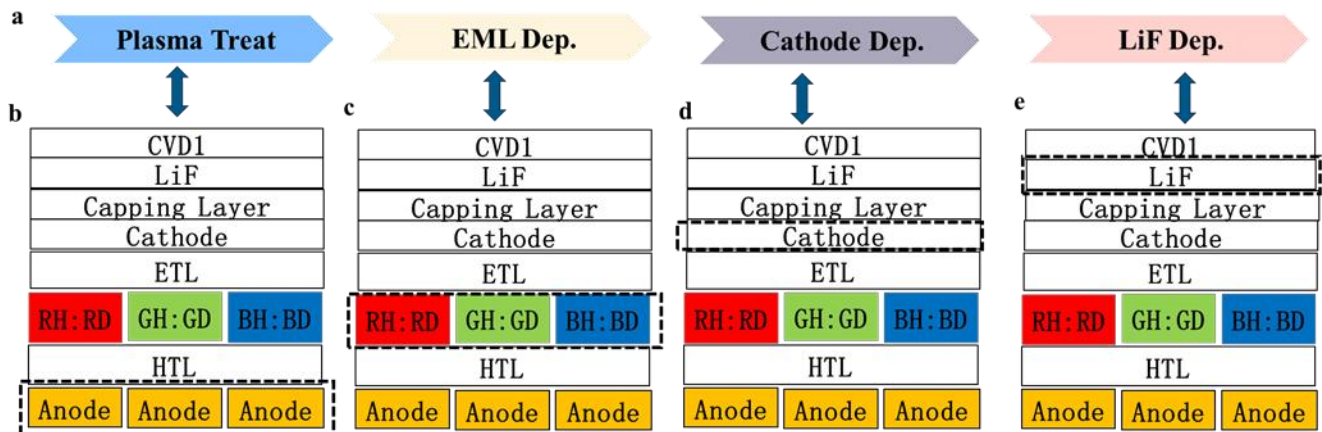 a
Plasma Treat
EML Dep.
Cathode Dep.
LiF Dep.
b
CVD1
LiF
Capping Layer
Cathode
ETL
RH:RD GH:GD BH:BD
HTL
Anode Anode Anode
c
CVD1
LiF
Capping Layer
Cathode
ETL
RH:RD GH:GD BH:BD
HTL
Anode Anode Anode
d
CVD1
LiF
Capping Layer
Cathode
ETL
RH:RD GH:GD BH:BD
HTL
Anode Anode Anode
e
CVD1
LiF
Capping Layer
Cathode
ETL
RH:RD GH:GD BH:BD
HTL
Anode Anode Anode